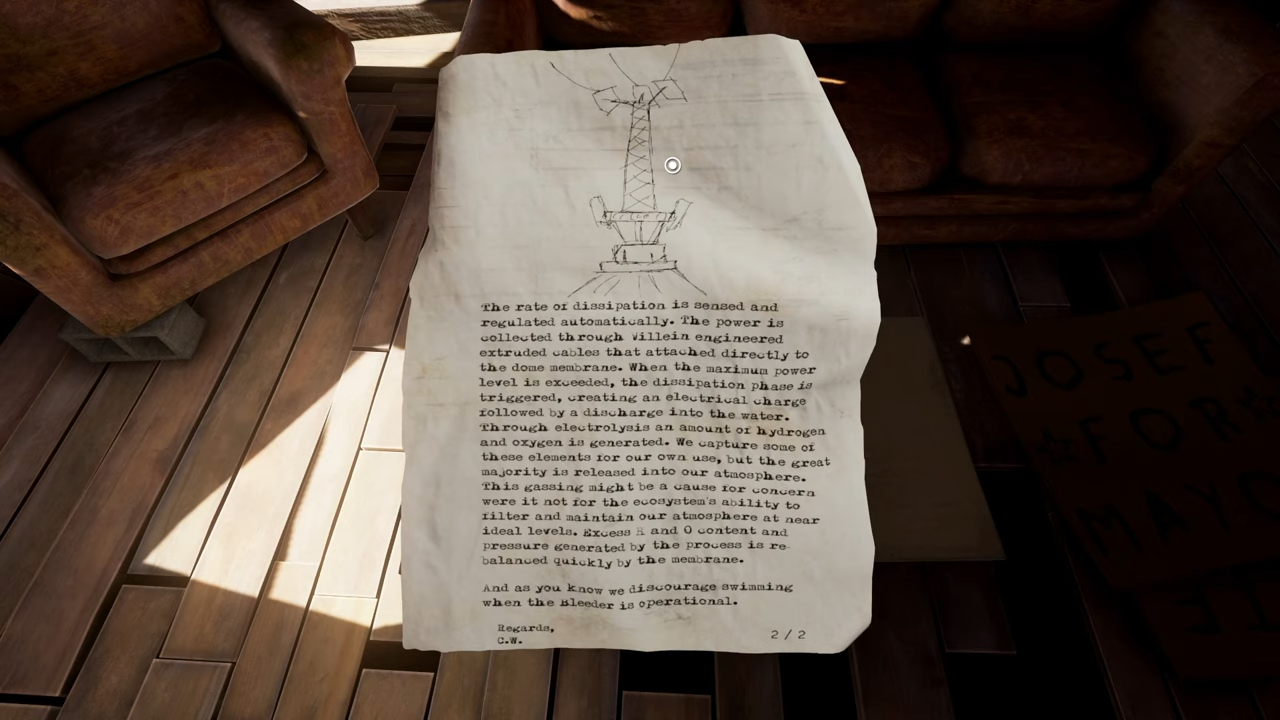 The rate of dissipation is sensed and
regulated automatically. The power is
collected through Villein engineered
extruded cables that attached directly to
the dome membrane. When the maximum power
level is exceeded, the dissipation phase is
triggered, creating an electrical charge
followed by a discharge into the water.
Through electrolysis an amount of hydrogen
and oxygen is generated. We capture some of
these elements for our own use, but the great
majority is released into our atmosphere.
This gassing might be a cause for concern
were it not for the ecosystem's ability to
filter and maintain our atmosphere at near
ideal levels. Excess H and O content and
pressure generated by the process is re-
balanced quickly by the membrane.
And as you know we discourage swimming
when the Bleeder is operational.
Regards,
C.W.
2/2
JOSEF
FOR
MAYO